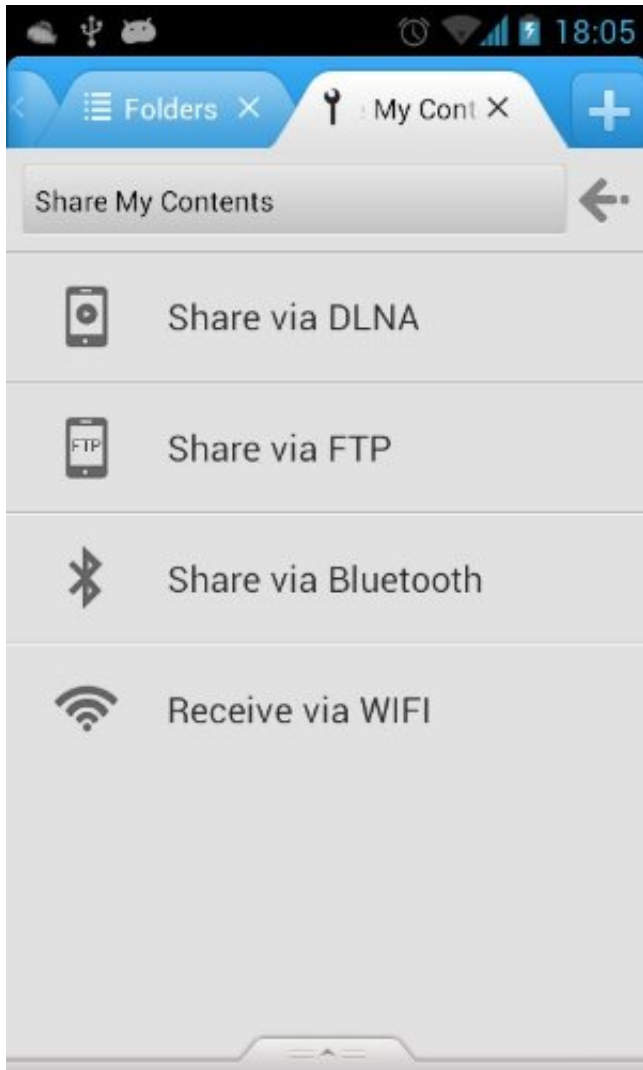 18:05
Folders
My Cont
Share My Contents
Share via DLNA
FTP
Share via FTP
Share via Bluetooth
Receive via WIFI